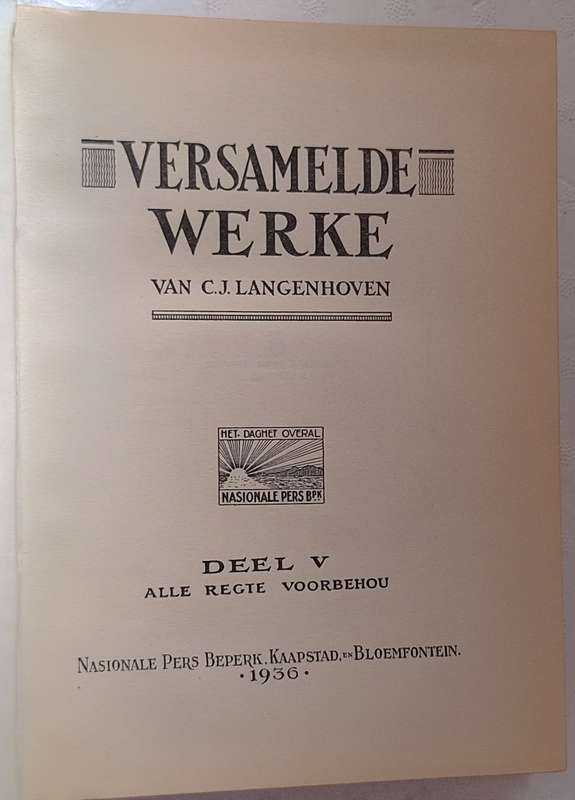 VERSAMELDE
WERKE
VAN C.J. LANGENHOVEN
HET DAGHET OVERAL
NASIONALE PERS BPK
DEEL V
ALLE REGTE VOORBEHOU
NASIONALE PERS BEPERK, KAAPSTAD, EN BLOEMFONTEIN.
·1936·